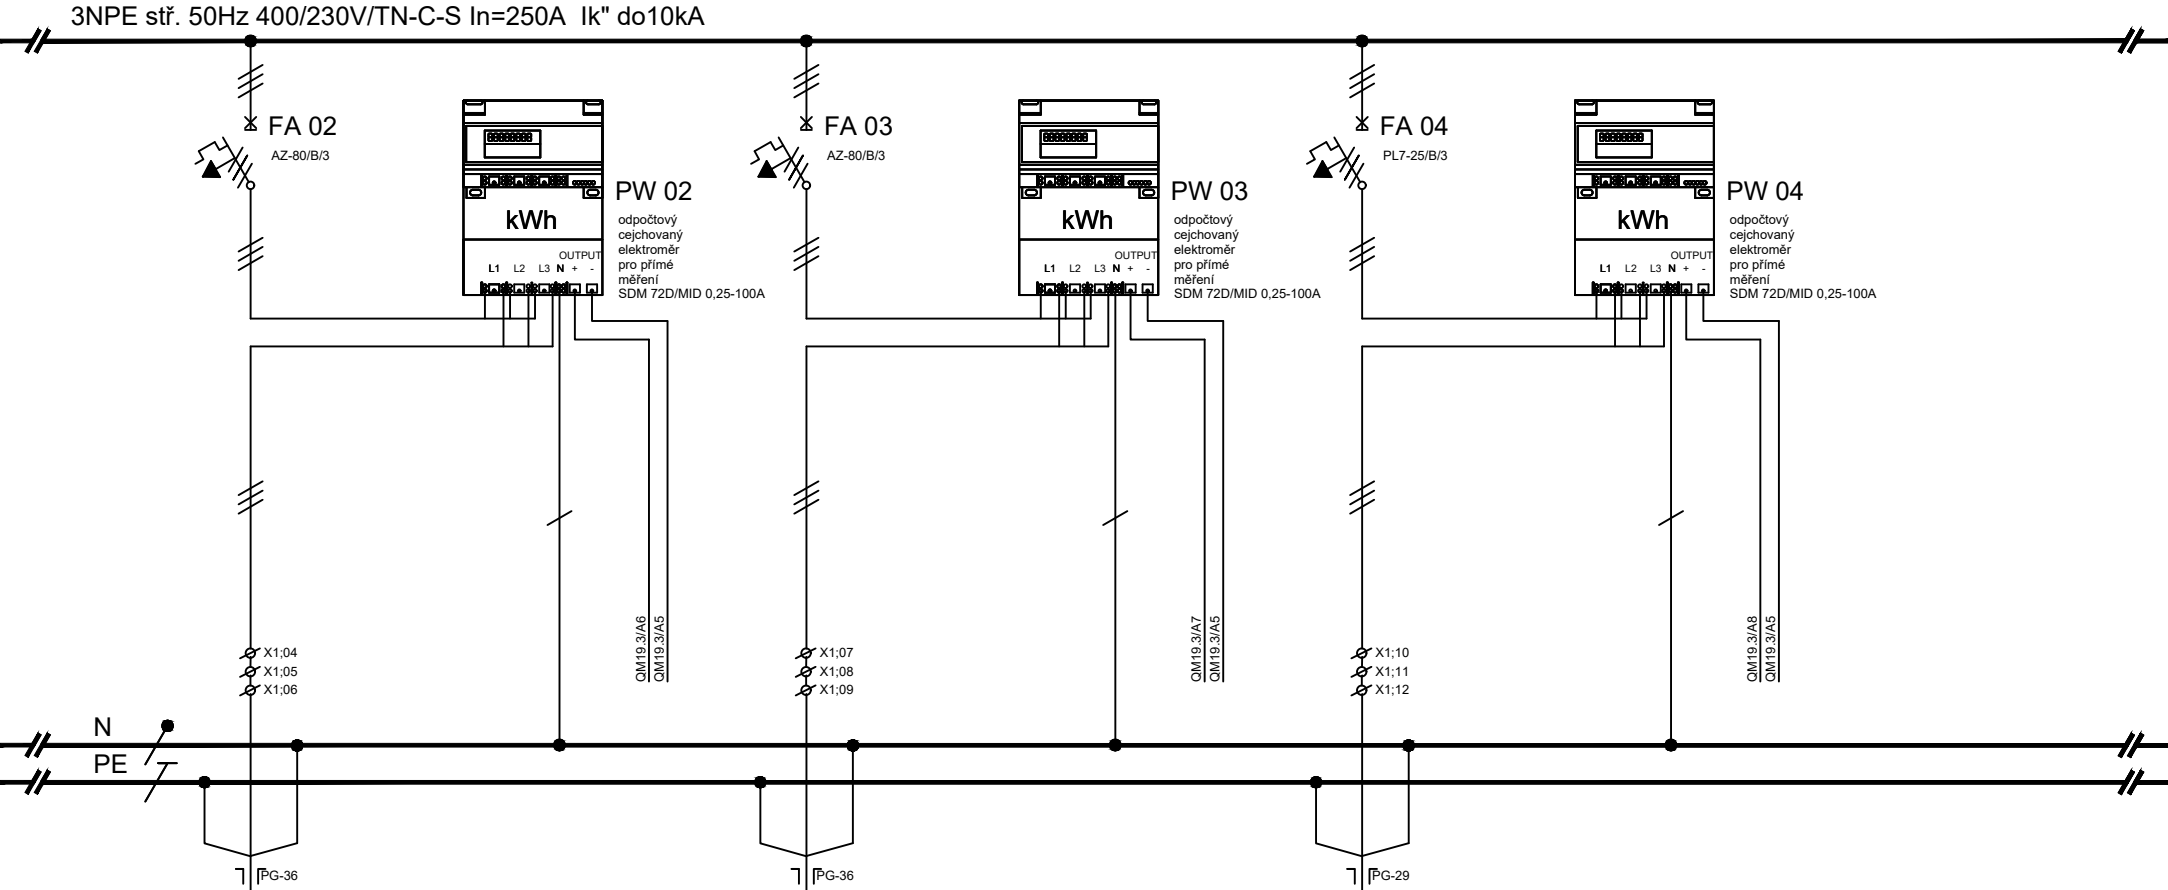 3NPE stř. 50Hz 400/230V/TN-C-S In=250A Ik" do10kA
FA 02
AZ-80/B/3
kWh
OUTPUT
L1 L2 L3 N + -
PW 02
odpočtový
cejchovaný
elektroměr
pro přímé
měření
SDM 72D/MID 0,25-100A
QM19.3/A6
QM19.3/A5
X1;04
X1;05
X1;06
FA 03
AZ-80/B/3
kWh
OUTPUT
L1 L2 L3 N + -
PW 03
odpočtový
cejchovaný
elektroměr
pro přímé
měření
SDM 72D/MID 0,25-100A
QM19.3/A7
QM19.3/A5
X1;07
X1;08
X1;09
FA 04
PL7-25/B/3
kWh
OUTPUT
L1 L2 L3 N + -
PW 04
odpočtový
cejchovaný
elektroměr
pro přímé
měření
SDM 72D/MID 0,25-100A
QM19.3/A8
QM19.3/A5
X1;10
X1;11
X1;12
N
PE
PG-36
PG-36
PG-29